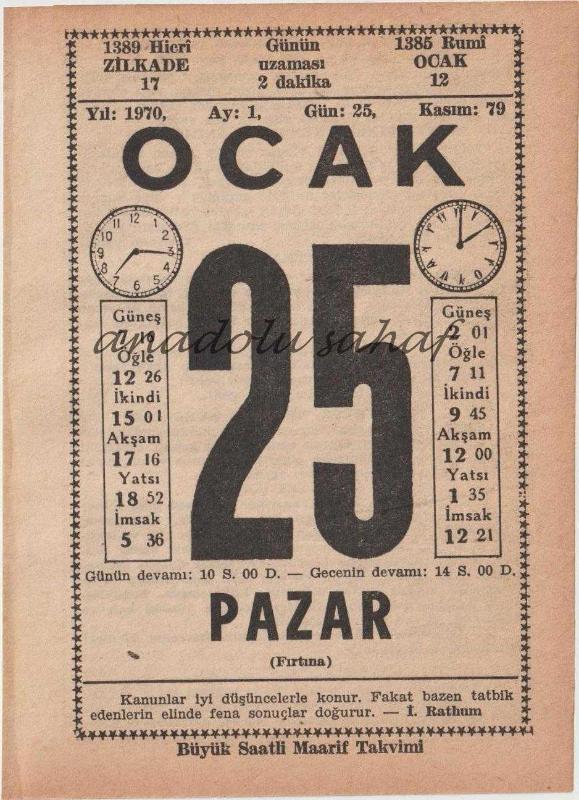 1389 Hicrî Günün 1385 Rumî
ZİLKADE uzaması OCAK
17 2 dakika 12
Yıl: 1970, Ay: 1, Gün: 25, Kasım: 79
OCAK
25
Güneş
Öğle
12 26
İkindi
15 01
Akşam
17 16
Yatsı
18 52
İmsak
5 36
Güneş
2 01
Öğle
7 11
İkindi
9 45
Akşam
12 00
Yatsı
1 35
İmsak
12 21
anadolu sahaf
Günün devamı: 10 S. 00 D. — Gecenin devamı: 14 S. 00 D.
PAZAR
(Fırtına)
Kanunlar iyi düşüncelerle konur. Fakat bazen tatbik
edenlerin elinde fena sonuçlar doğurur. — İ. Rathum
Büyük Saatli Maarif Takvimi